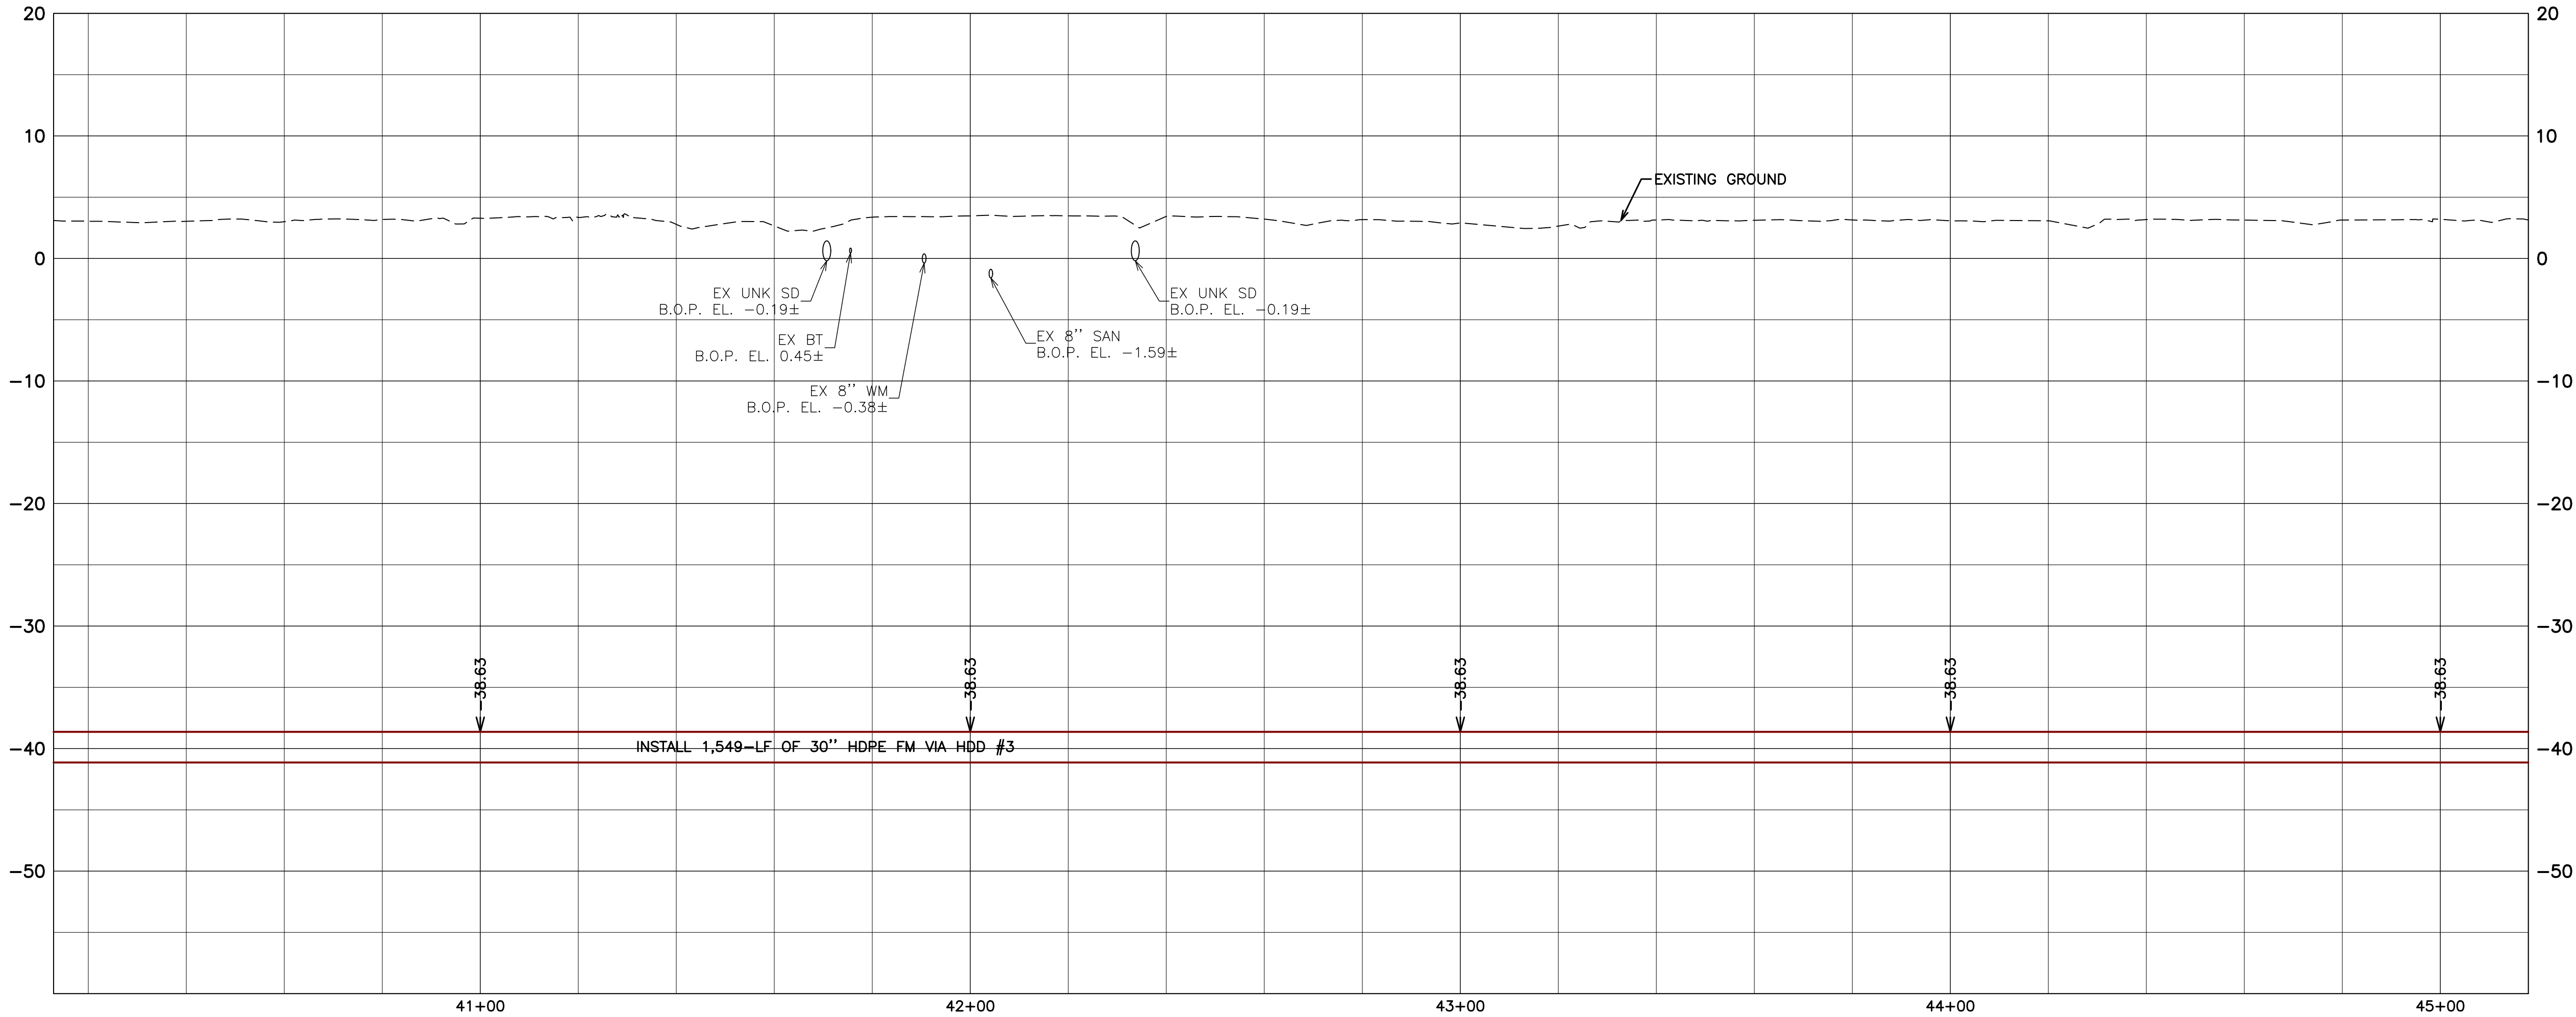 20
20
10
10
EXISTING GROUND
0
0
EX UNK SD
B.O.P. EL. -0.19±
EX UNK SD
B.O.P. EL. -0.19±
EX BT
B.O.P. EL. 0.45±
EX 8'' SAN
B.O.P. EL. -1.59±
-10
-10
EX 8'' WM
B.O.P. EL. -0.38±
-20
-20
-30
-30
-38.63
-38.63
-38.63
-38.63
-38.63
-40
INSTALL 1,549-LF OF 30'' HDPE FM VIA HDD #3
-40
-50
-50
41+00
42+00
43+00
44+00
45+00